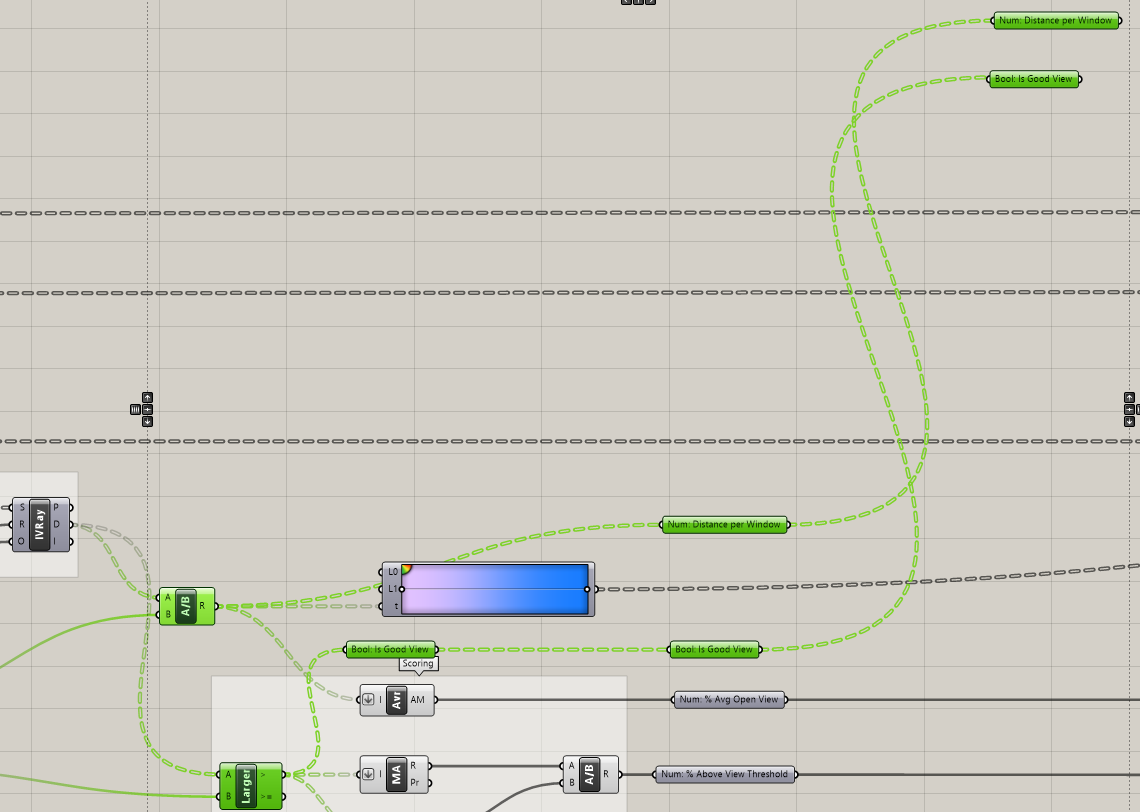 Num: Distance per Window
Bool: Is Good View
S
R
O
IVRay
P
D
I
Num: Distance per Window
L0
L1
t
A
B
A/B
R
Bool: Is Good View
Bool: Is Good View
Scoring
I
Avr
AM
Num: % Avg Open View
A
B
Larger
>
>=
I
MA
R
Pr
A
B
A/B
R
Num: % Above View Threshold